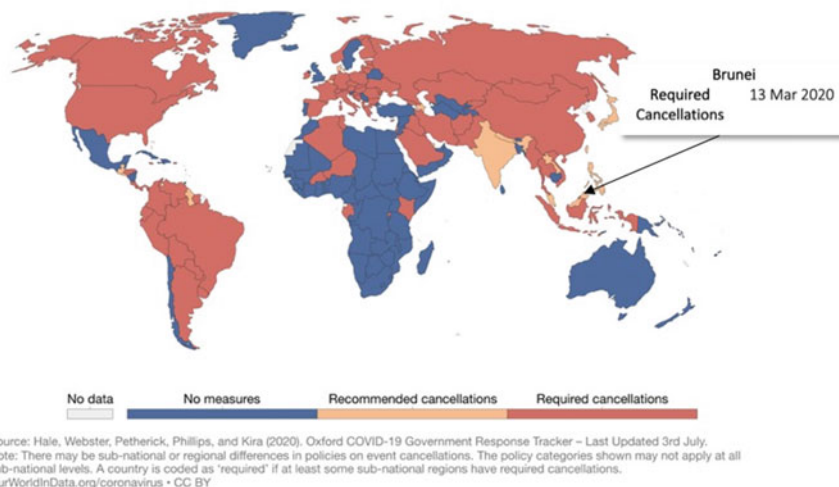 Brunei
Required 13 Mar 2020
Cancellations
No data No measures Recommended cancellations Required cancellations
ource: Hale, Webster, Petherick, Phillips, and Kira (2020). Oxford COVID-19 Government Response Tracker – Last Updated 3rd July.
ote: There may be sub-national or regional differences in policies on event cancellations. The policy categories shown may not apply at all
ub-national levels. A country is coded as 'required' if at least some sub-national regions have required cancellations.
urWorldInData.org/coronavirus • CC BY